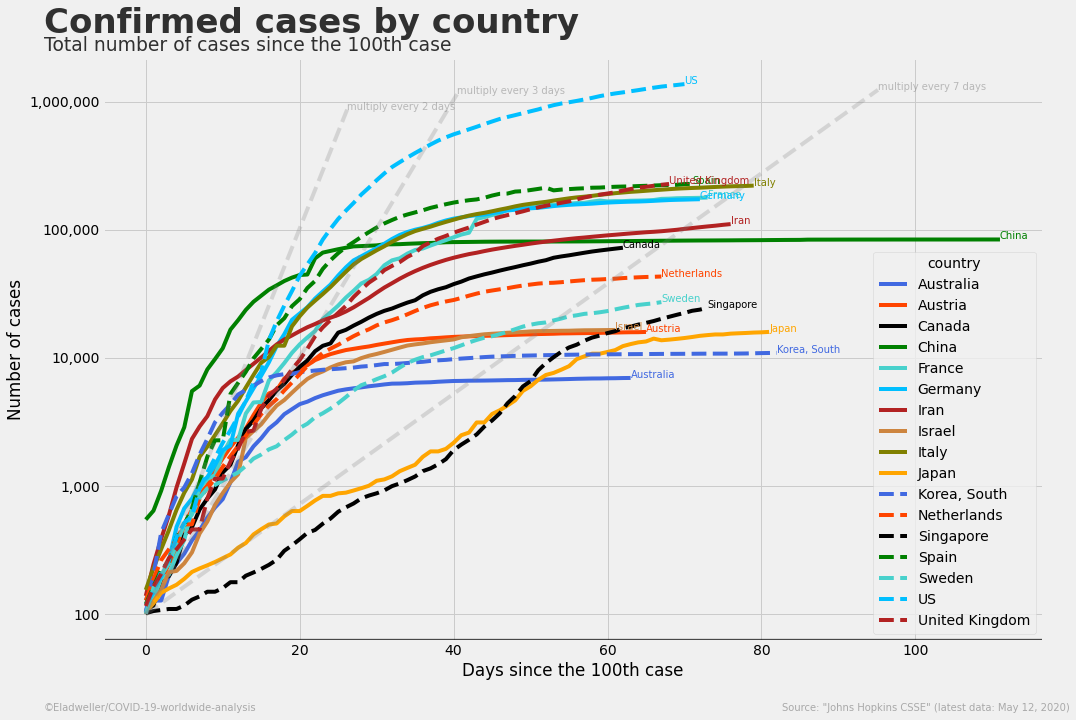 Confirmed cases by country
Total number of cases since the 100th case
Number of cases
1,000,000
100,000
10,000
1,000
100
0
20
40
60
80
100
Days since the 100th case
multiply every 2 days
multiply every 3 days
multiply every 7 days
US
United Kingdom
Spain
Italy
France
Germany
Iran
China
Canada
Netherlands
Sweden
Singapore
Israel
Austria
Japan
Korea, South
Australia
country
Australia
Austria
Canada
China
France
Germany
Iran
Israel
Italy
Japan
Korea, South
Netherlands
Singapore
Spain
Sweden
US
United Kingdom
©Eladweller/COVID-19-worldwide-analysis
Source: "Johns Hopkins CSSE" (latest data: May 12, 2020)